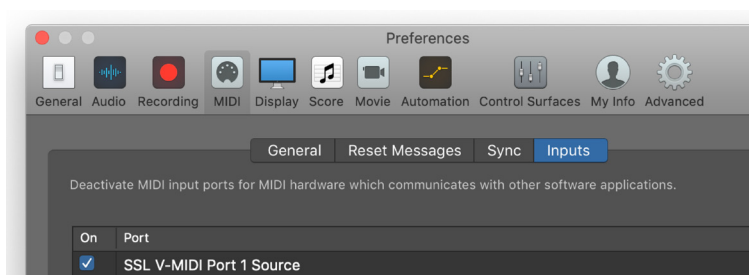 Preferences
General Audio Recording MIDI Display Score Movie Automation Control Surfaces My Info Advanced
General Reset Messages Sync Inputs
Deactivate MIDI input ports for MIDI hardware which communicates with other software applications.
On Port
SSL V-MIDI Port 1 Source